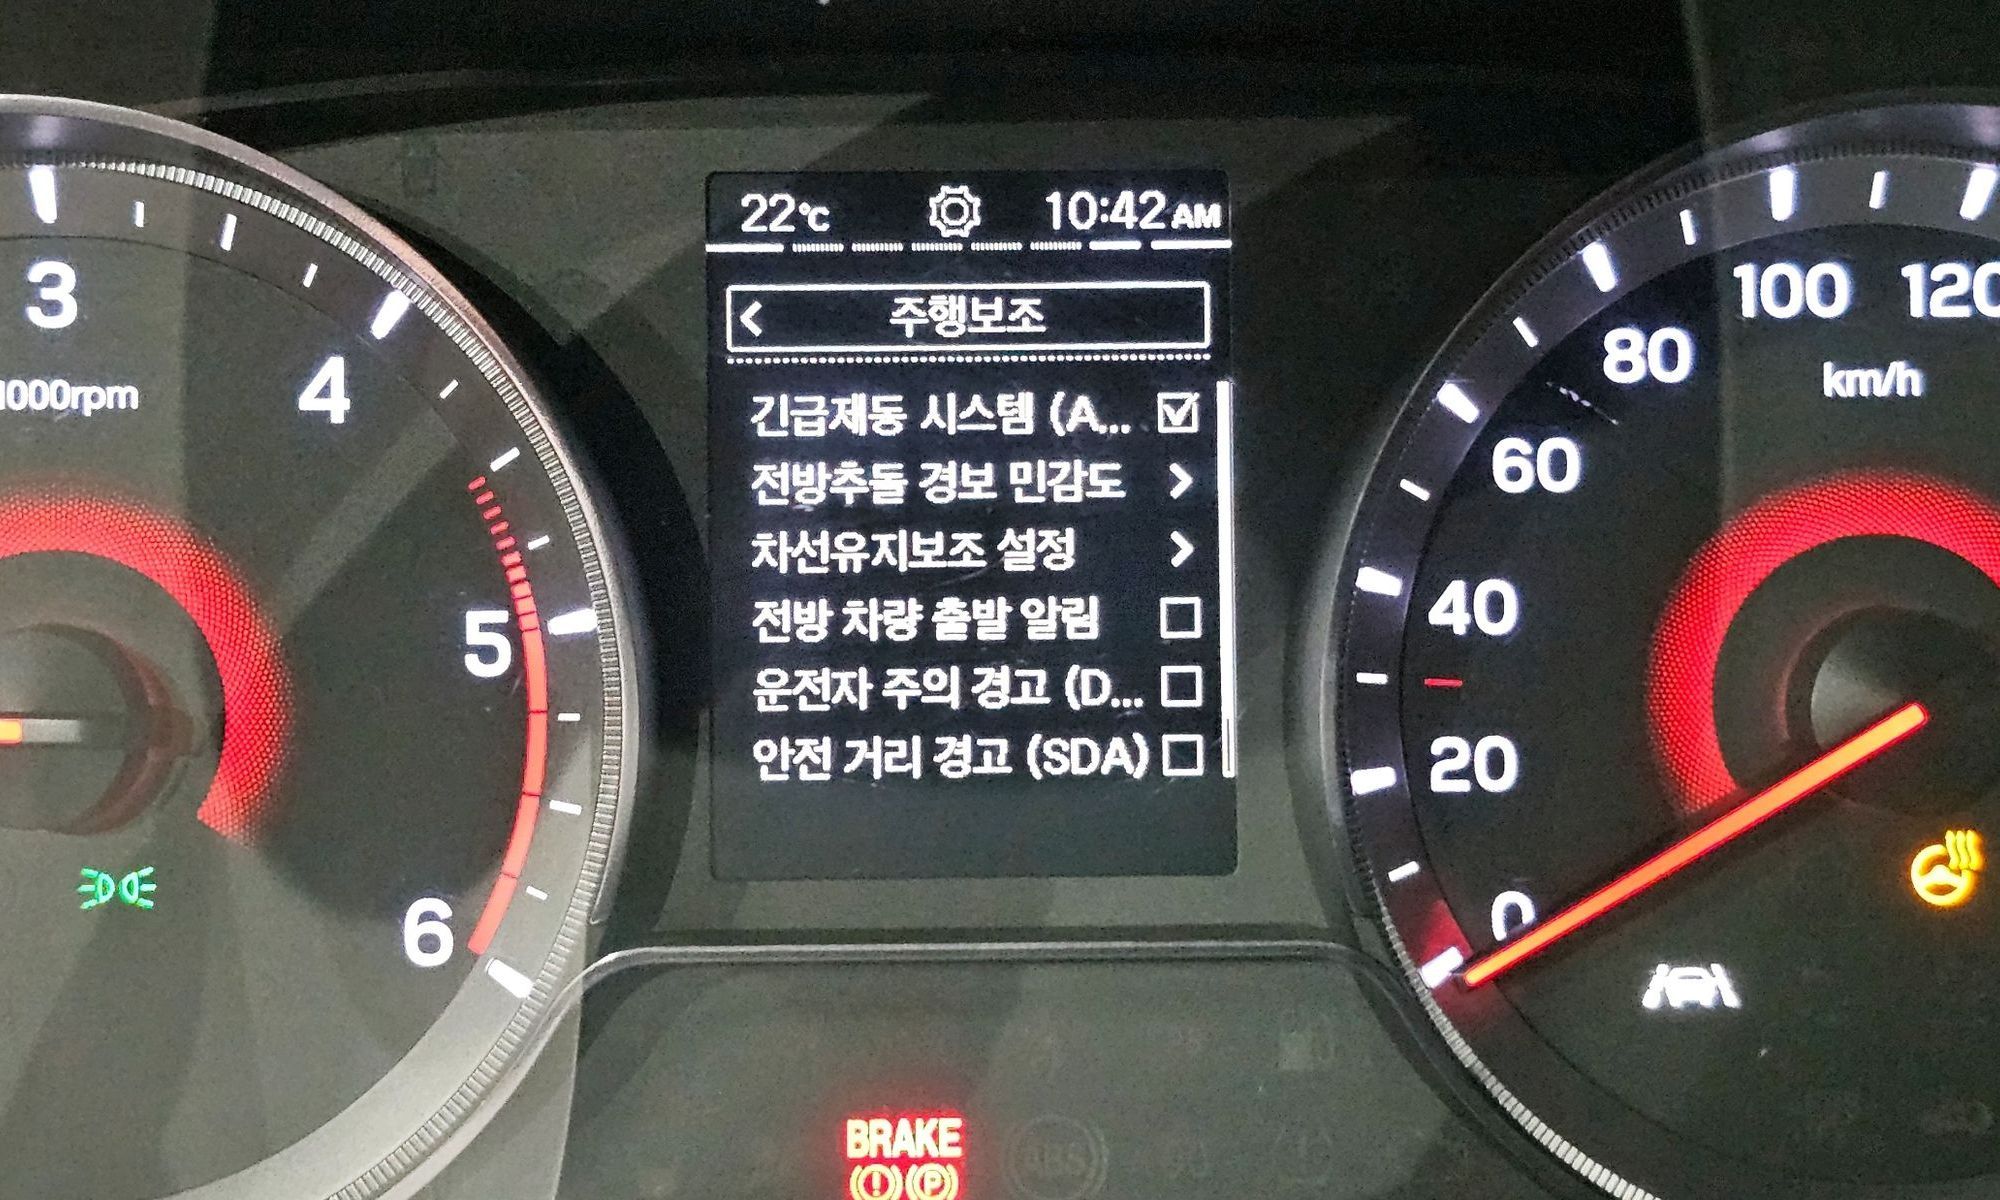 22℃ 10:42AM
주행보조
긴급제동 시스템 (A...
전방추돌 경보 민감도
차선유지보조 설정
전방 차량 출발 알림
운전자 주의 경고 (D...
안전 거리 경고 (SDA)
3
4
5
6
1000rpm
120
100
80
60
40
20
0
km/h
BRAKE
P
ABS